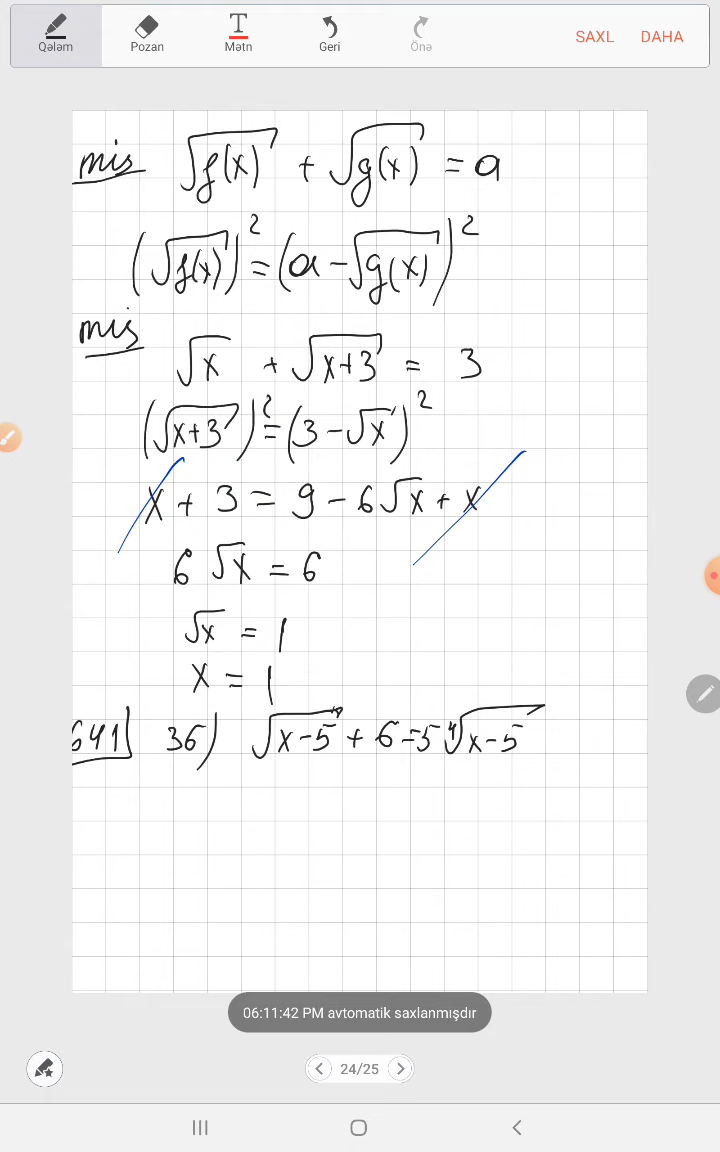 Qələm Pozan Mətn Geri Önə SAXL DAHA
mis √f(x) + √g(x) = a
(√f(x))² = (a − √g(x))²
mis
√x + √x+3 = 3
(√x+3)² = (3 − √x)²
x + 3 = 9 − 6√x + x
6√x = 6
√x = 1
x = 1
641 36) √x−5 + 6 = 5 ⁴√x−5
06:11:42 PM avtomatik saxlanmışdır
24/25